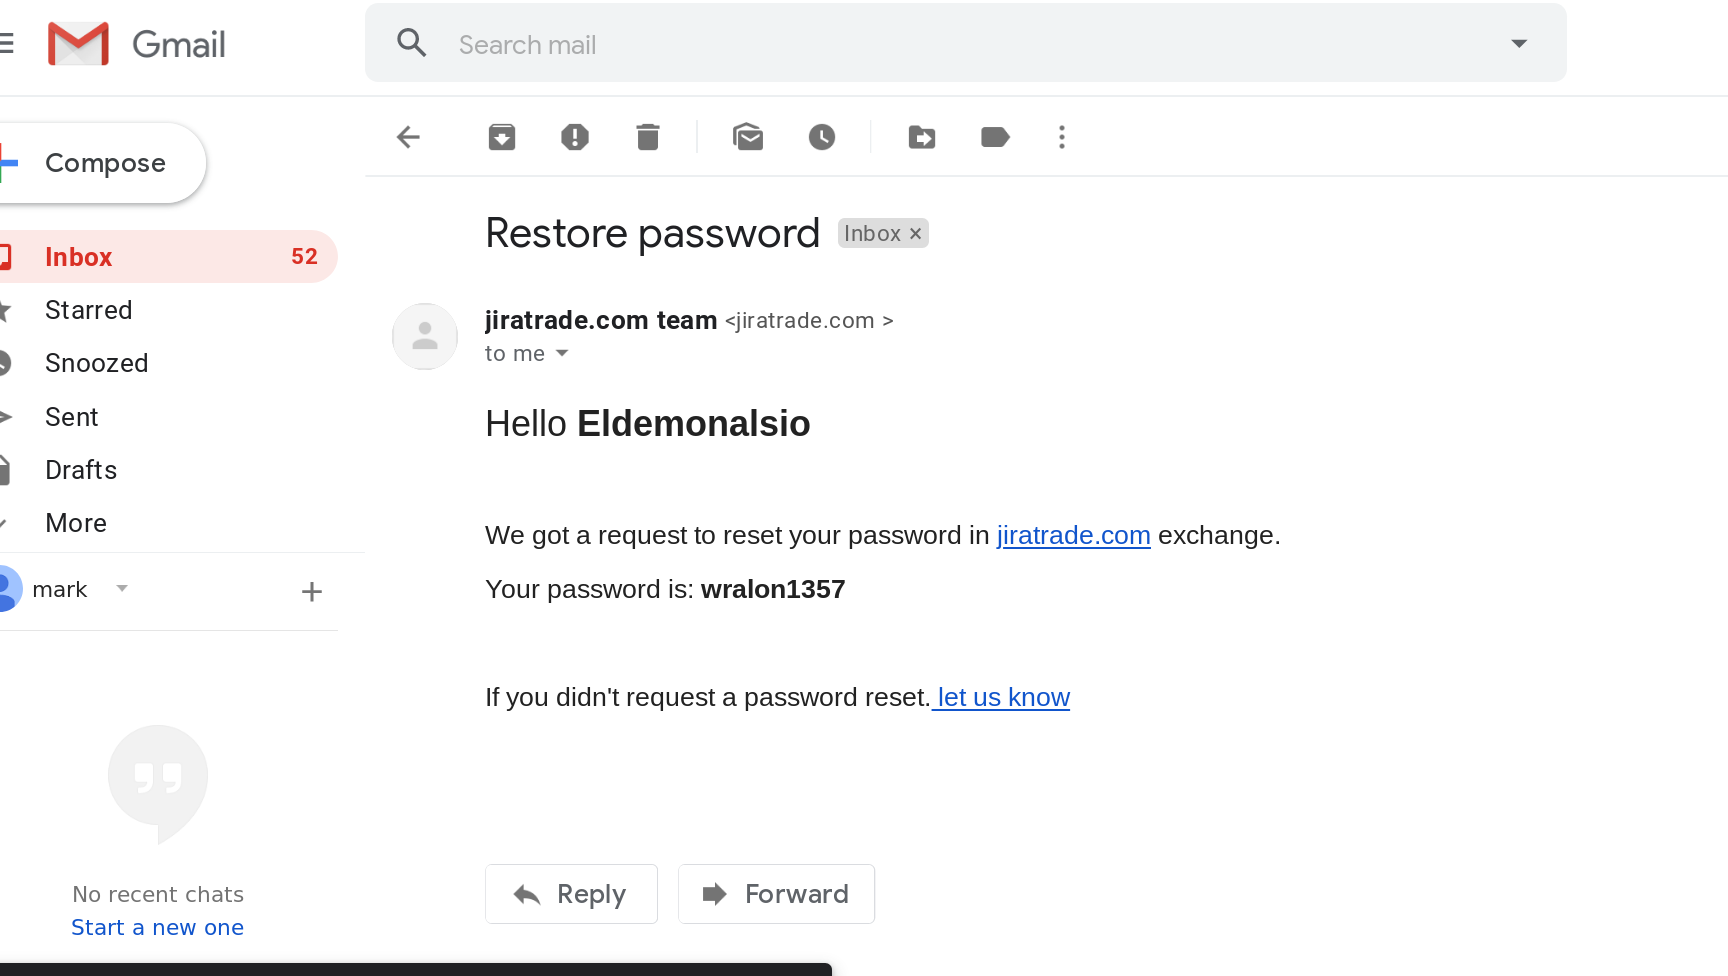 Gmail
Search mail
Compose
Inbox 52
Starred
Snoozed
Sent
Drafts
More
mark
No recent chats
Start a new one
Restore password Inbox ×
jiratrade.com team <jiratrade.com >
to me
Hello Eldemonalsio
We got a request to reset your password in jiratrade.com exchange.
Your password is: wralon1357
If you didn't request a password reset. let us know
Reply Forward